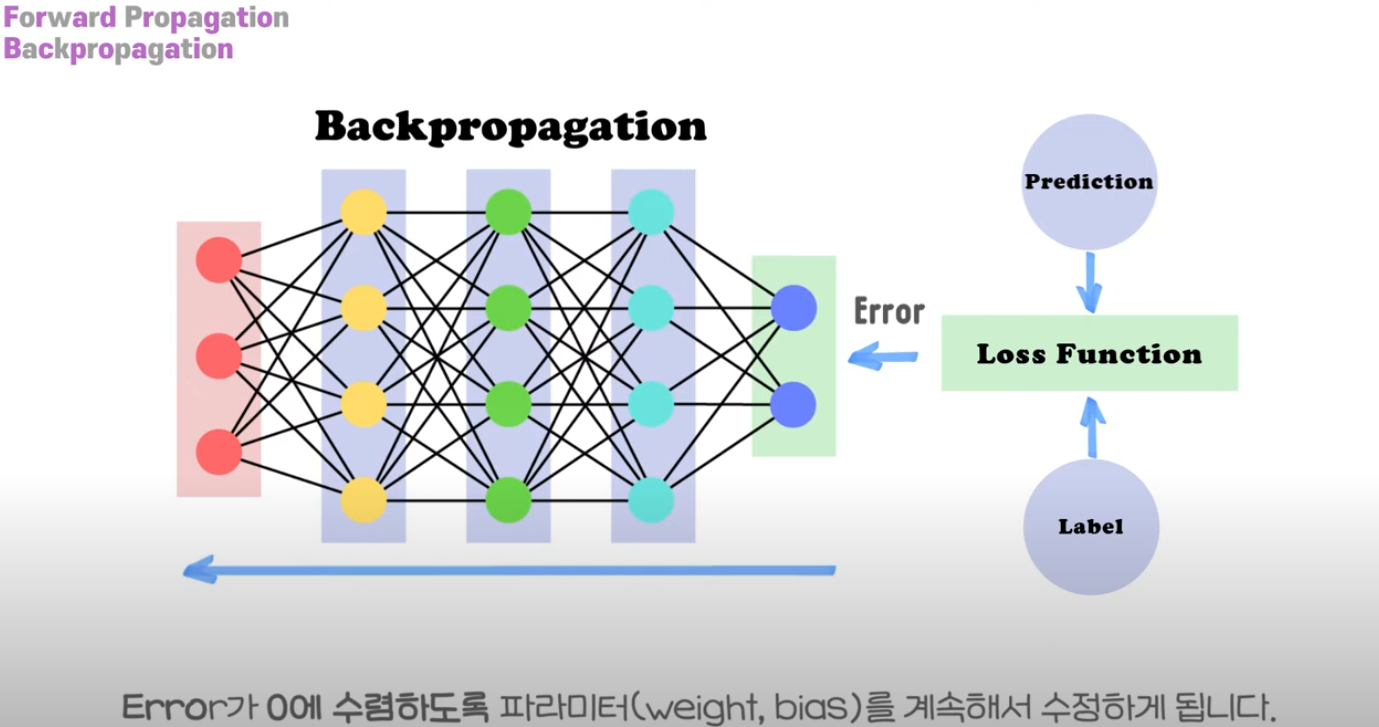 Forward Propagation
Backpropagation
Backpropagation
Prediction
Error
Loss Function
Label
Error가 0에 수렴하도록 파라미터(weight, bias)를 계속해서 수정하게 됩니다.